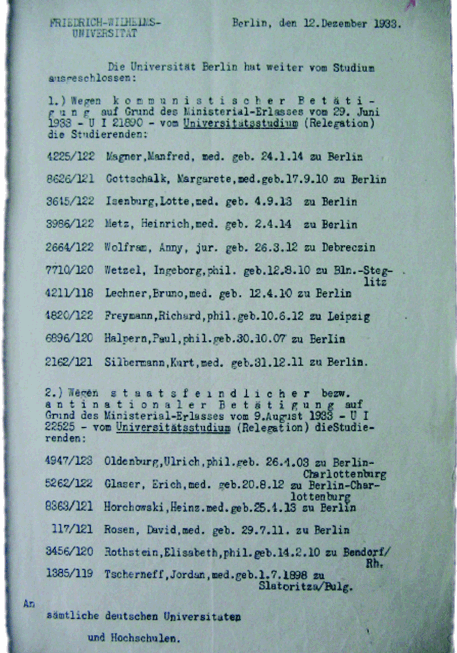 FRIEDRICH-WILHELMS-
UNIVERSITÄT
Berlin, den 12.Dezember 1933.
Die Universität Berlin hat weiter vom Studium
ausgeschlossen:
1.) Wegen k o m m u n i s t i s c h e r  B e t ä t i -
g u n g  auf Grund des Ministerial-Erlasses vom 29. Juni
1933 - U I 21890 - vom Universitätsstudium (Relegation)
die Studierenden:
4225/122 Magner,Manfred, med. geb. 24.1.14 zu Berlin
8626/121 Gottschalk, Margarete,med.geb.17.9.10 zu Berlin
3615/122 Isenburg,Lotte,med. geb. 4.9.13 zu Berlin
3986/122 Metz, Heinrich,med. geb. 2.4.14 zu Berlin
2664/122 Wolfram, Anny, jur. geb. 26.3.12 zu Debreczin
7710/120 Wetzel, Ingeborg,phil. geb.12.8.10 zu Bln.-Steg-
litz
4211/118 Lechner,Bruno,med. geb. 12.4.10 zu Berlin
4820/122 Freymann,Richard,phil.geb.10.6.12 zu Leipzig
6896/120 Halpern,Paul,phil.geb.30.10.07 zu Berlin
2162/121 Silbermann,Kurt,med.geb.31.12.11 zu Berlin.
2.) Wegen s t a a t s f e i n d l i c h e r  bezw.
a n t i n a t i o n a l e r  B e t ä t i g u n g  auf
Grund des Ministerial-Erlasses vom 9.August 1933 - U I
22525 - vom Universitätsstudium (Relegation) dieStudie-
renden:
4947/123 Oldenburg,Ulrich,phil.geb. 26.1.03 zu Berlin-
Charlottenburg
5262/122 Glaser, Erich,med.geb.20.8.12 zu Berlin-Char-
lottenburg
8363/121 Horchowski,Heinz.med.geb.25.4.13 zu Berlin
117/121 Rosen, David,med. geb. 29.7.11. zu Berlin
3456/120 Rothstein,Elisabeth,phil.geb.14.2.10 zu Bendorf/
Rh.
1385/119 Tscherneff,Jordan,med.geb.1.7.1898 zu
Slatoritza/Bulg.
An
sämtliche deutschen Universitäten
und Hochschulen.